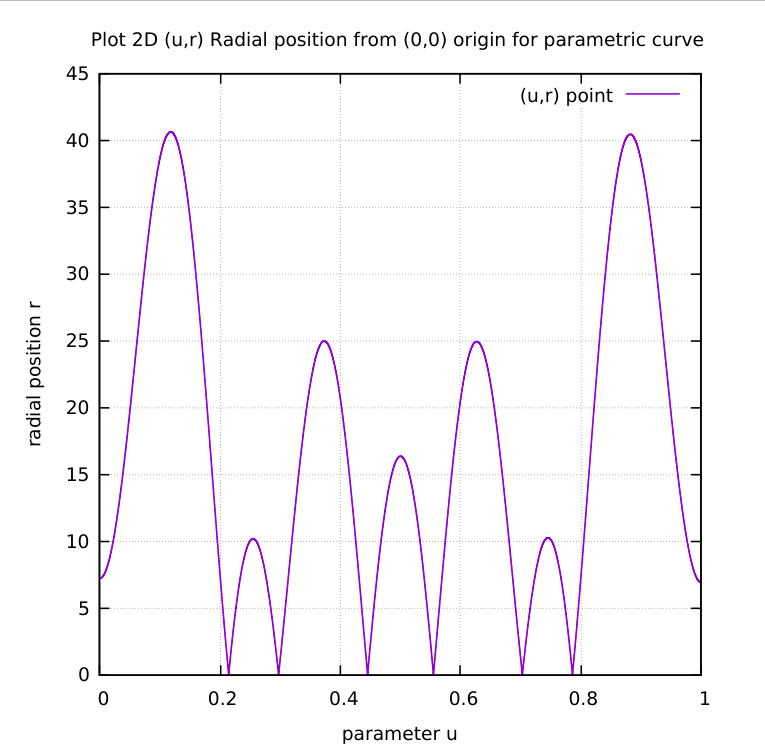 Plot 2D (u,r) Radial position from (0,0) origin for parametric curve
(u,r) point
45
40
35
30
25
20
15
10
5
0
radial position r
0 0.2 0.4 0.6 0.8 1
parameter u